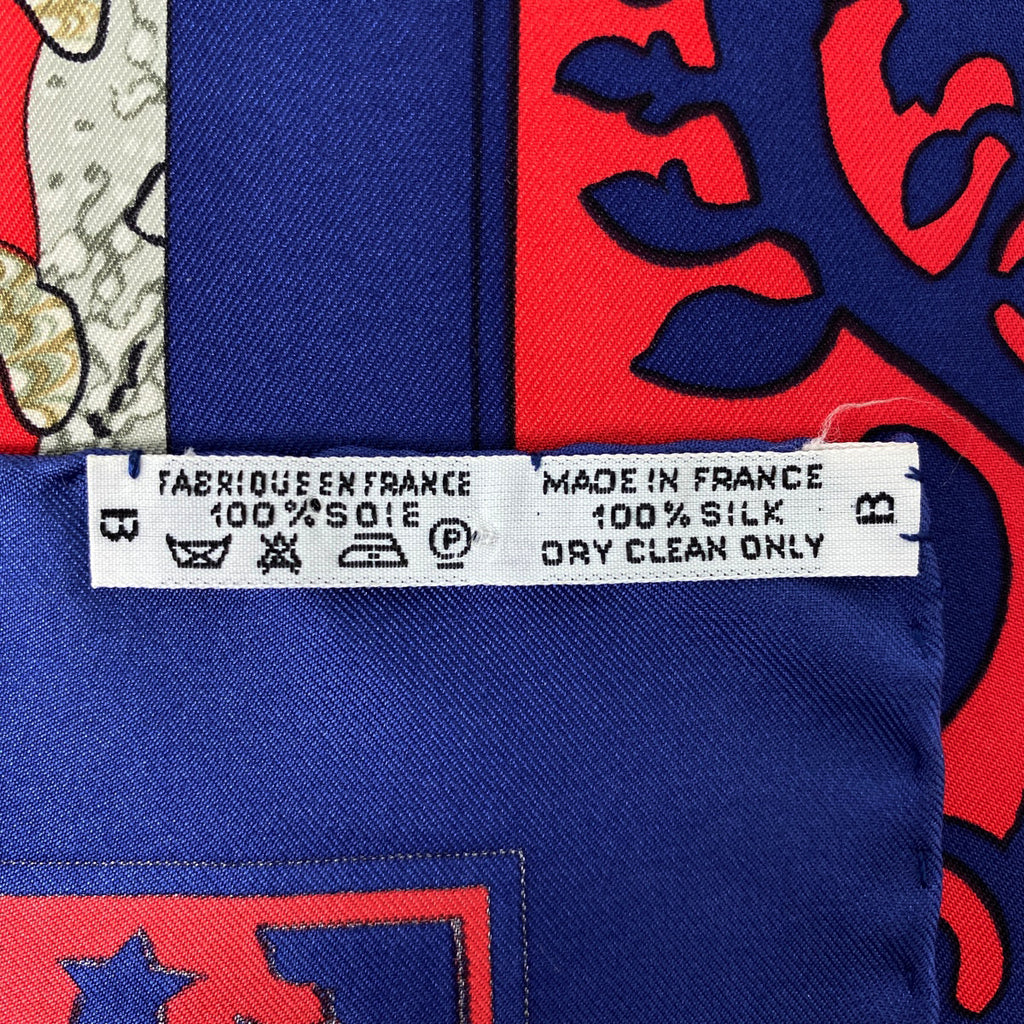 FABRIQUE EN FRANCE
100% SOIE
P
B
MADE IN FRANCE
100% SILK
DRY CLEAN ONLY
B